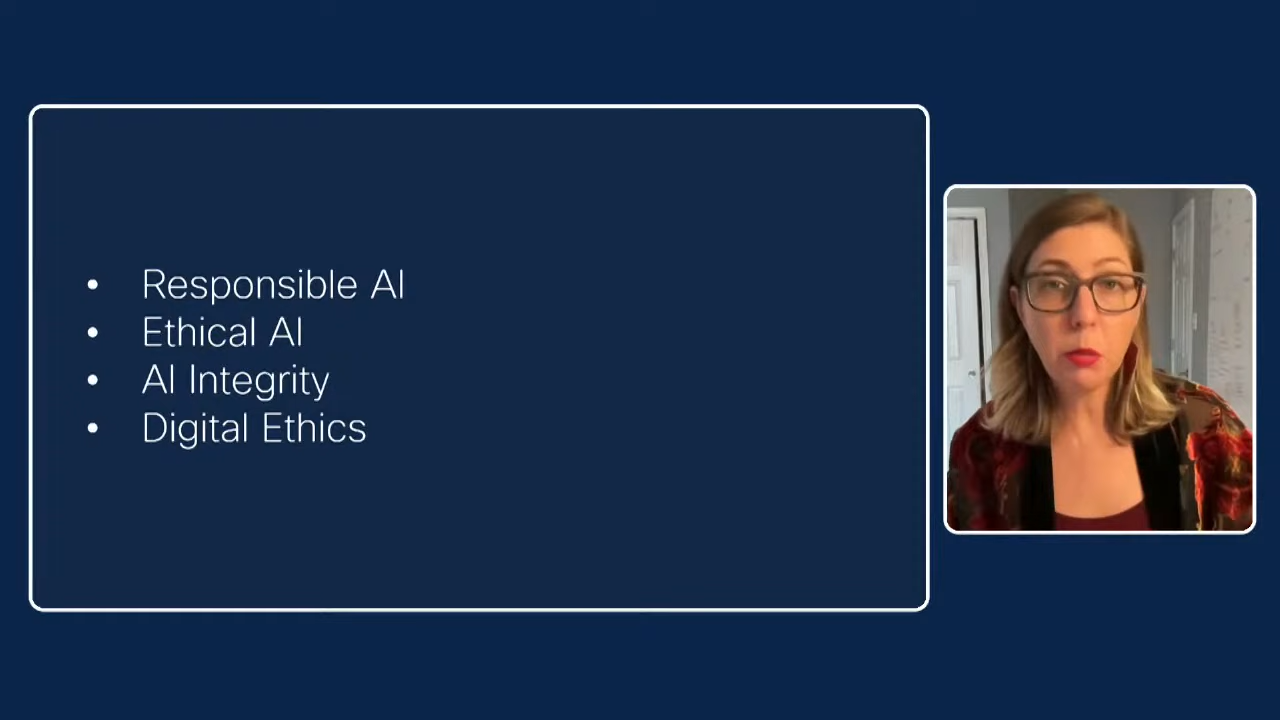 • Responsible AI
• Ethical AI
• AI Integrity
• Digital Ethics